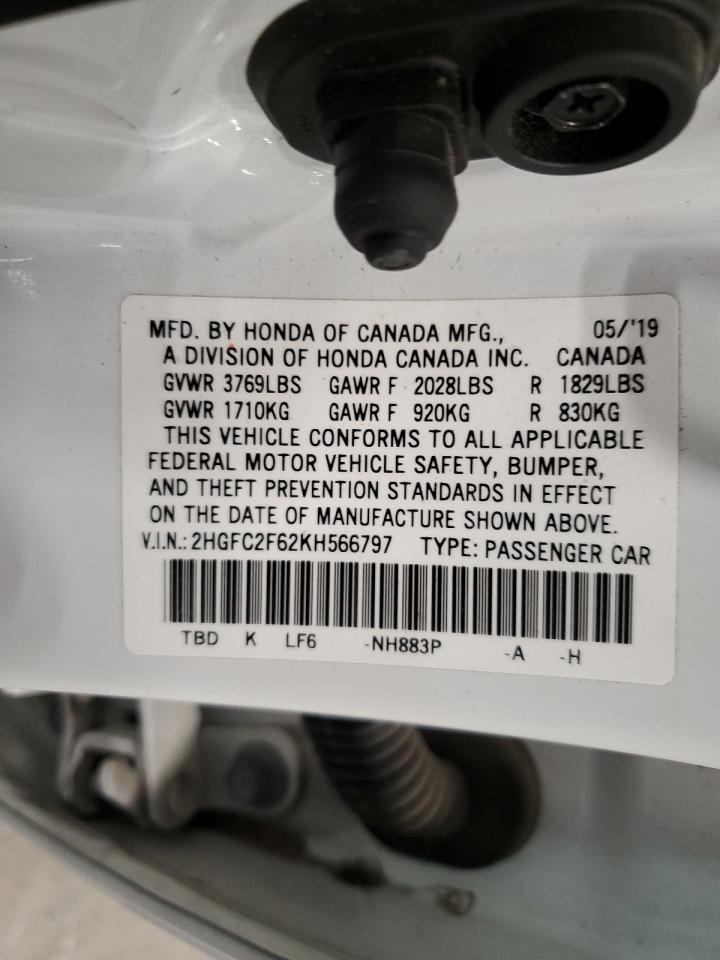 MFD. BY HONDA OF CANADA MFG., 05/'19
A DIVISION OF HONDA CANADA INC. CANADA
GVWR 3769LBS GAWR F 2028LBS R 1829LBS
GVWR 1710KG GAWR F 920KG R 830KG
THIS VEHICLE CONFORMS TO ALL APPLICABLE
FEDERAL MOTOR VEHICLE SAFETY, BUMPER,
AND THEFT PREVENTION STANDARDS IN EFFECT
ON THE DATE OF MANUFACTURE SHOWN ABOVE.
V.I.N.: 2HGFC2F62KH566797 TYPE: PASSENGER CAR
TBD K LF6 -NH883P -A -H